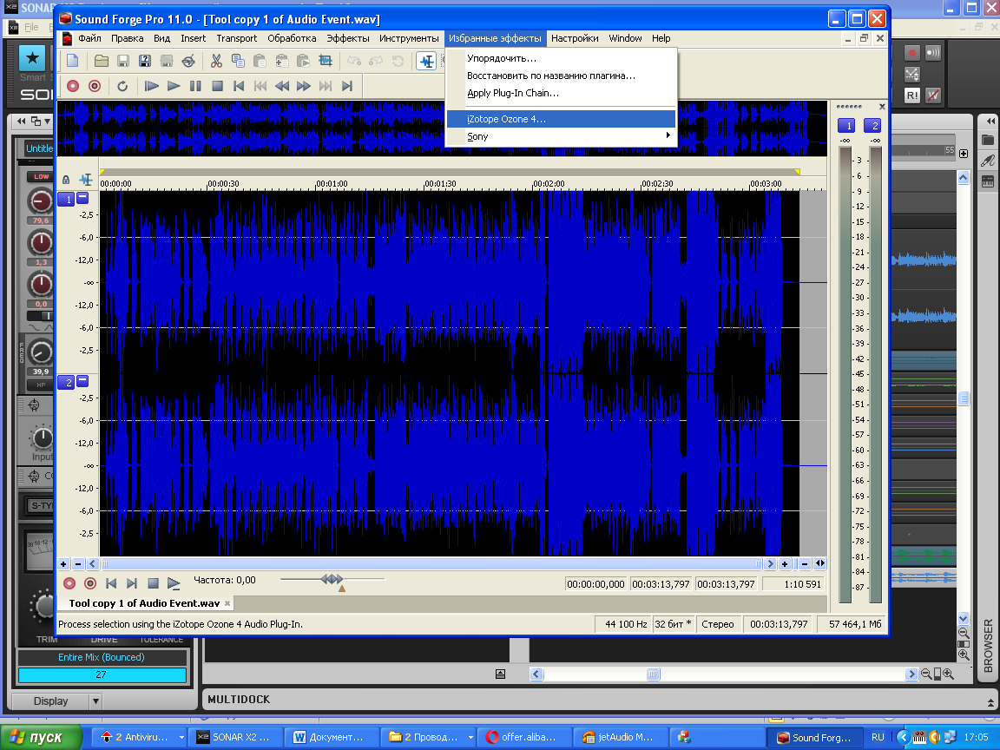 SONAR X2
Sound Forge Pro 11.0 - [Tool copy 1 of Audio Event.wav]
File
Файл Правка Вид Insert Transport Обработка Эффекты Инструменты Избранные эффекты Настройки Window Help
Упорядочить...
Восстановить по названию плагина...
Apply Plug-In Chain...
iZotope Ozone 4...
Sony
Smart
R!
Untitle
LOW
79,6
1,3
0,0
FREQ
39,9
HP
Input
S-TY
30 18-12
TRIM DRIVE TOLERANCE
Entire Mix (Bounced)
27
Display
1 2
-∞ -∞
55
00:00:00 00:00:30 00:01:00 00:01:30 00:02:00 00:02:30 00:03:00
1
-2,5
-6,0
-12,0
-∞
-12,0
-6,0
-2,5
2
-2,5
-6,0
-12,0
-∞
-12,0
-6,0
-2,5
- 3 -
- 6 -
- 9 -
-12 -
-15 -
-18 -
-21 -
-24 -
-27 -
-30 -
-33 -
-36 -
-39 -
-42 -
-45 -
-48 -
-51 -
-54 -
-57 -
-60 -
-63 -
-66 -
-69 -
-72 -
-75 -
-78 -
-81 -
-84 -
-87 -
Частота: 0,00
00:00:00,000 00:03:13,797 00:03:13,797 1:10 591
Tool copy 1 of Audio Event.wav
Process selection using the iZotope Ozone 4 Audio Plug-In.
44 100 Hz 32 бит * Стерео 00:03:13,797 57 464,1 Мб
BROWSER
MULTIDOCK
пуск
2 Antiviru...
SONAR X2 ...
Документ...
2 Провод...
offer.aliba...
jetAudio M...
Sound Forg...
RU
17:05